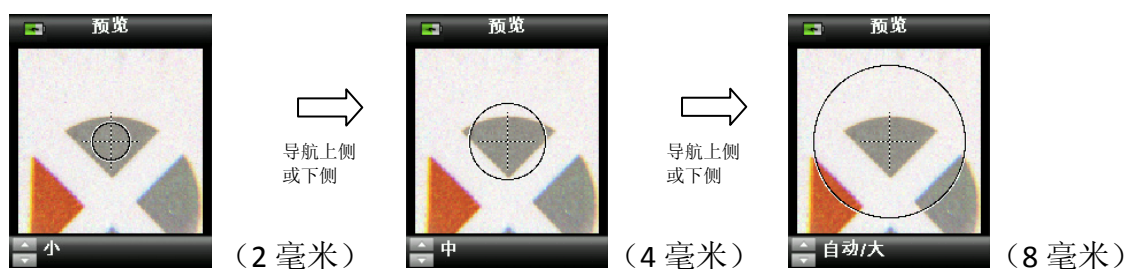 预览
预览
预览
导航上侧
或下侧
导航上侧
或下侧
小
（2 毫米）
中
（4 毫米）
自动/大
（8 毫米）